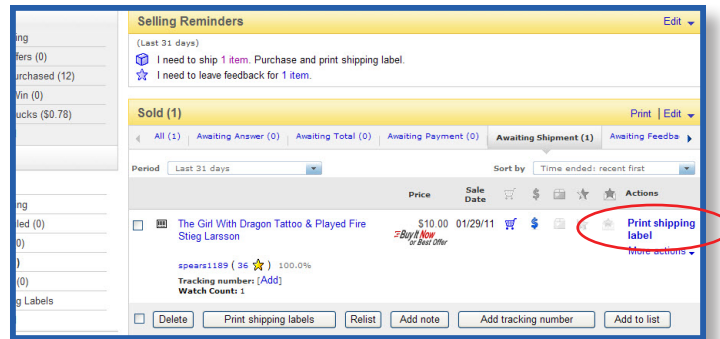 ing
fers (0)
urchased (12)
Win (0)
ucks ($0.78)
ng
led (0)
0)
)
(0)
g Labels
Selling Reminders Edit
(Last 31 days)
I need to ship 1 item. Purchase and print shipping label.
I need to leave feedback for 1 item.
Sold (1) Print | Edit
All (1) Awaiting Answer (0) Awaiting Total (0) Awaiting Payment (0) Awaiting Shipment (1) Awaiting Feedba
Period Last 31 days Sort by Time ended: recent first
Price Sale Date $ Actions
The Girl With Dragon Tattoo & Played Fire $10.00 01/29/11 $ Print shipping
Stieg Larsson Buy It Now label
or Best Offer
More actions
spears1189 ( 36 ) 100.0%
Tracking number: [Add]
Watch Count: 1
Delete Print shipping labels Relist Add note Add tracking number Add to list